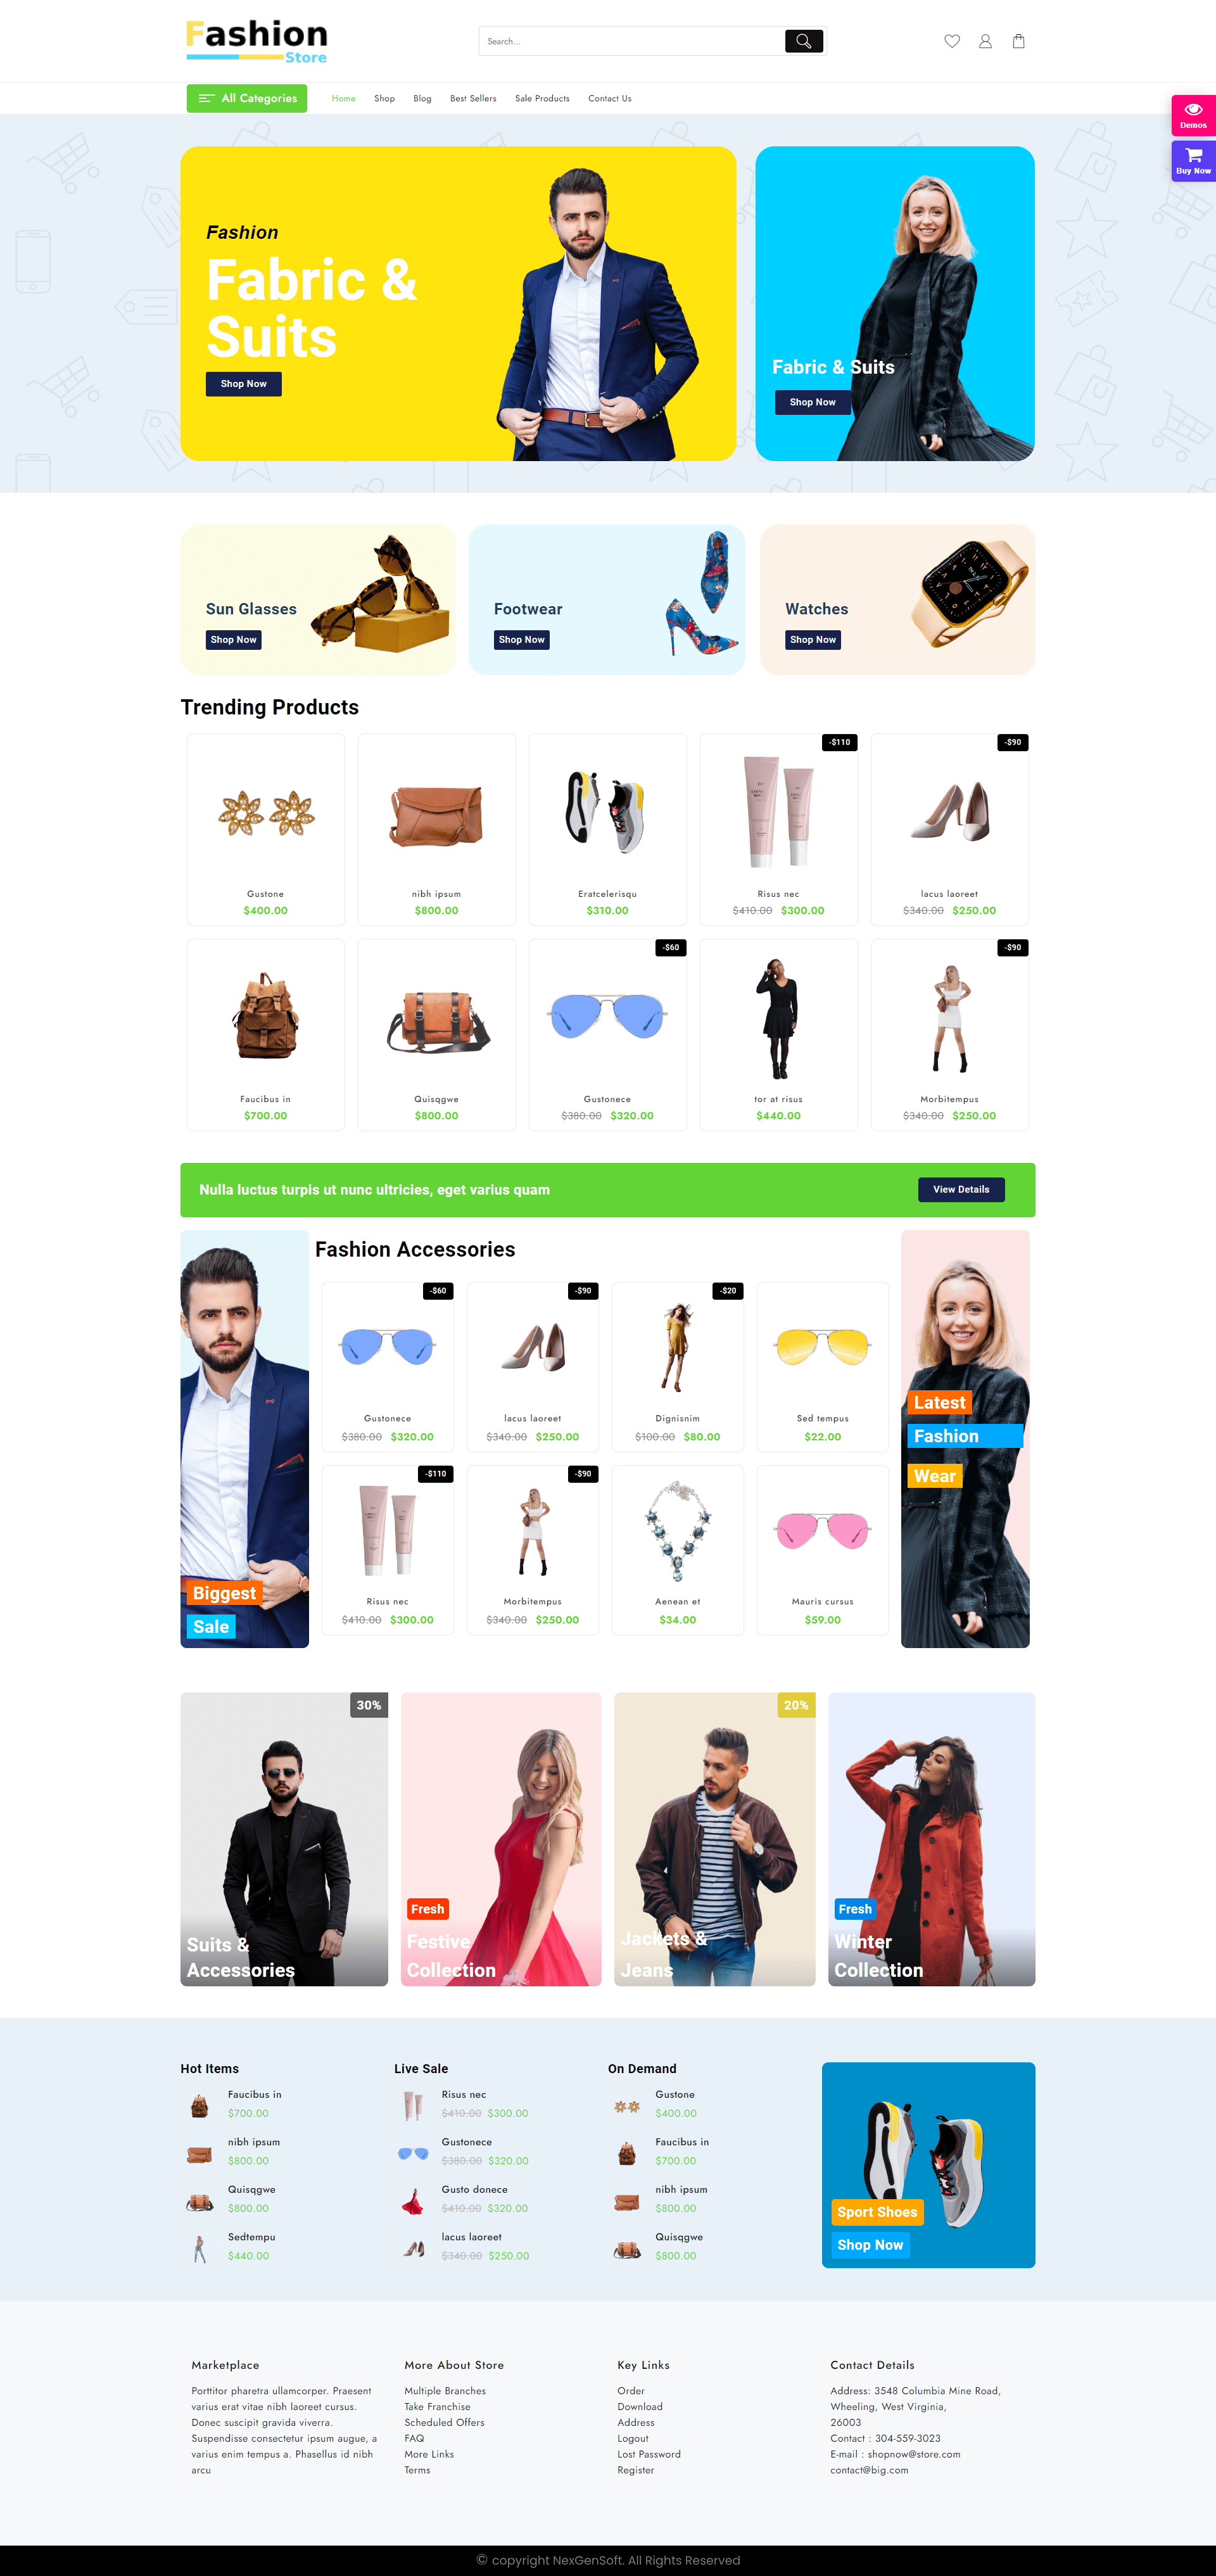 Fashion
Store
Search...
All Categories
Home
Shop
Blog
Best Sellers
Sale Products
Contact Us
Demos
Buy Now
Fashion
Fabric &
Suits
Shop Now
Fabric & Suits
Shop Now
Sun Glasses
Shop Now
Footwear
Shop Now
Watches
Shop Now
Trending Products
Gustone
$400.00
nibh ipsum
$800.00
Eratcelerisqu
$310.00
-$110
Risus nec
$410.00 $300.00
-$90
lacus laoreet
$340.00 $250.00
Faucibus in
$700.00
Quisqgwe
$800.00
-$60
Gustonece
$380.00 $320.00
tor at risus
$440.00
-$90
Morbitempus
$340.00 $250.00
Nulla luctus turpis ut nunc ultricies, eget varius quam
View Details
Biggest
Sale
Fashion Accessories
-$60
Gustonece
$380.00 $320.00
-$90
lacus laoreet
$340.00 $250.00
-$20
Dignisnim
$100.00 $80.00
Sed tempus
$22.00
-$110
Risus nec
$410.00 $300.00
-$90
Morbitempus
$340.00 $250.00
Aenean et
$34.00
Mauris cursus
$59.00
Latest
Fashion
Wear
30%
Suits &
Accessories
Fresh
Festive
Collection
20%
Jackets &
Jeans
Fresh
Winter
Collection
Hot Items
Faucibus in
$700.00
nibh ipsum
$800.00
Quisqgwe
$800.00
Sedtempu
$440.00
Live Sale
Risus nec
$410.00 $300.00
Gustonece
$380.00 $320.00
Gusto donece
$410.00 $320.00
lacus laoreet
$340.00 $250.00
On Demand
Gustone
$400.00
Faucibus in
$700.00
nibh ipsum
$800.00
Quisqgwe
$800.00
Sport Shoes
Shop Now
Marketplace
Porttitor pharetra ullamcorper. Praesent
varius erat vitae nibh laoreet cursus.
Donec suscipit gravida viverra.
Suspendisse consectetur ipsum augue, a
varius enim tempus a. Phasellus id nibh
arcu
More About Store
Multiple Branches
Take Franchise
Scheduled Offers
FAQ
More Links
Terms
Key Links
Order
Download
Address
Logout
Lost Password
Register
Contact Details
Address: 3548 Columbia Mine Road,
Wheeling, West Virginia,
26003
Contact : 304-559-3023
E-mail : shopnow@store.com
contact@big.com
© copyright NexGenSoft. All Rights Reserved